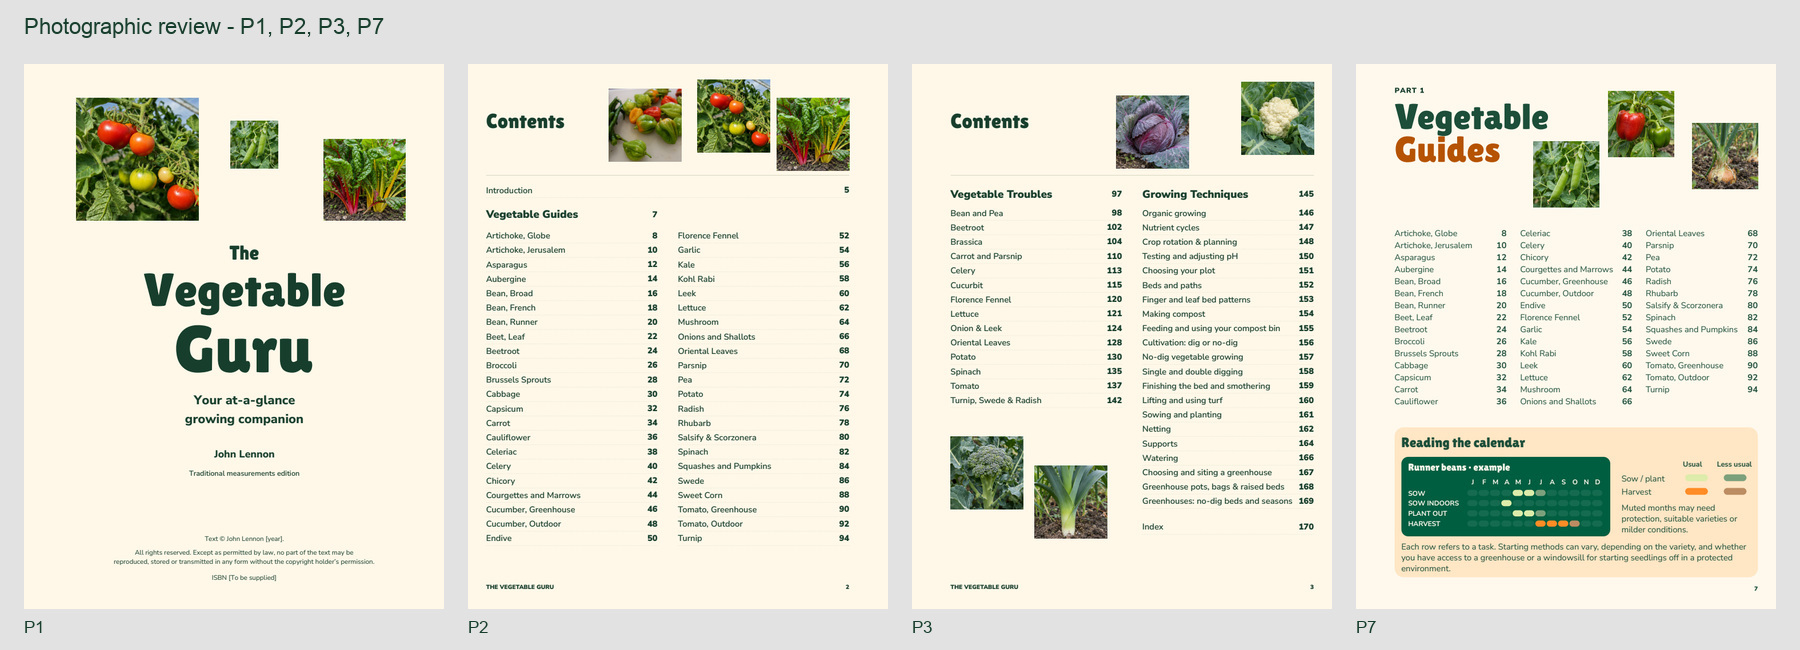 Photographic review - P1, P2, P3, P7
The
Vegetable
Guru
Your at-a-glance
growing companion
John Lennon
Traditional measurements edition
Text © John Lennon [year].
All rights reserved. Except as permitted by law, no part of the text may be
reproduced, stored or transmitted in any form without the copyright holder's permission.
ISBN [To be supplied]
P1
Contents
Introduction 5
Vegetable Guides 7
Artichoke, Globe 8
Artichoke, Jerusalem 10
Asparagus 12
Aubergine 14
Bean, Broad 16
Bean, French 18
Bean, Runner 20
Beet, Leaf 22
Beetroot 24
Broccoli 26
Brussels Sprouts 28
Cabbage 30
Capsicum 32
Carrot 34
Cauliflower 36
Celeriac 38
Celery 40
Chicory 42
Courgettes and Marrows 44
Cucumber, Greenhouse 46
Cucumber, Outdoor 48
Endive 50
Florence Fennel 52
Garlic 54
Kale 56
Kohl Rabi 58
Leek 60
Lettuce 62
Mushroom 64
Onions and Shallots 66
Oriental Leaves 68
Parsnip 70
Pea 72
Potato 74
Radish 76
Rhubarb 78
Salsify & Scorzonera 80
Spinach 82
Squashes and Pumpkins 84
Swede 86
Sweet Corn 88
Tomato, Greenhouse 90
Tomato, Outdoor 92
Turnip 94
THE VEGETABLE GURU 2
P2
Contents
Vegetable Troubles 97
Bean and Pea 98
Beetroot 102
Brassica 104
Carrot and Parsnip 110
Celery 113
Cucurbit 115
Florence Fennel 120
Lettuce 121
Onion & Leek 124
Oriental Leaves 128
Potato 130
Spinach 135
Tomato 137
Turnip, Swede & Radish 142
Growing Techniques 145
Organic growing 146
Nutrient cycles 147
Crop rotation & planning 148
Testing and adjusting pH 150
Choosing your plot 151
Beds and paths 152
Finger and leaf bed patterns 153
Making compost 154
Feeding and using your compost bin 155
Cultivation: dig or no-dig 156
No-dig vegetable growing 157
Single and double digging 158
Finishing the bed and smothering 159
Lifting and using turf 160
Sowing and planting 161
Netting 162
Supports 164
Watering 166
Choosing and siting a greenhouse 167
Greenhouse pots, bags & raised beds 168
Greenhouses: no-dig beds and seasons 169
Index 170
THE VEGETABLE GURU 3
P3
PART 1
Vegetable
Guides
Artichoke, Globe 8
Artichoke, Jerusalem 10
Asparagus 12
Aubergine 14
Bean, Broad 16
Bean, French 18
Bean, Runner 20
Beet, Leaf 22
Beetroot 24
Broccoli 26
Brussels Sprouts 28
Cabbage 30
Capsicum 32
Carrot 34
Cauliflower 36
Celeriac 38
Celery 40
Chicory 42
Courgettes and Marrows 44
Cucumber, Greenhouse 46
Cucumber, Outdoor 48
Endive 50
Florence Fennel 52
Garlic 54
Kale 56
Kohl Rabi 58
Leek 60
Lettuce 62
Mushroom 64
Onions and Shallots 66
Oriental Leaves 68
Parsnip 70
Pea 72
Potato 74
Radish 76
Rhubarb 78
Salsify & Scorzonera 80
Spinach 82
Squashes and Pumpkins 84
Swede 86
Sweet Corn 88
Tomato, Greenhouse 90
Tomato, Outdoor 92
Turnip 94
Reading the calendar
Runner beans • example
J F M A M J J A S O N D
SOW
SOW INDOORS
PLANT OUT
HARVEST
Usual Less usual
Sow / plant
Harvest
Muted months may need
protection, suitable varieties or
milder conditions.
Each row refers to a task. Starting methods can vary, depending on the variety, and whether
you have access to a greenhouse or a windowsill for starting seedlings off in a protected
environment.
7
P7